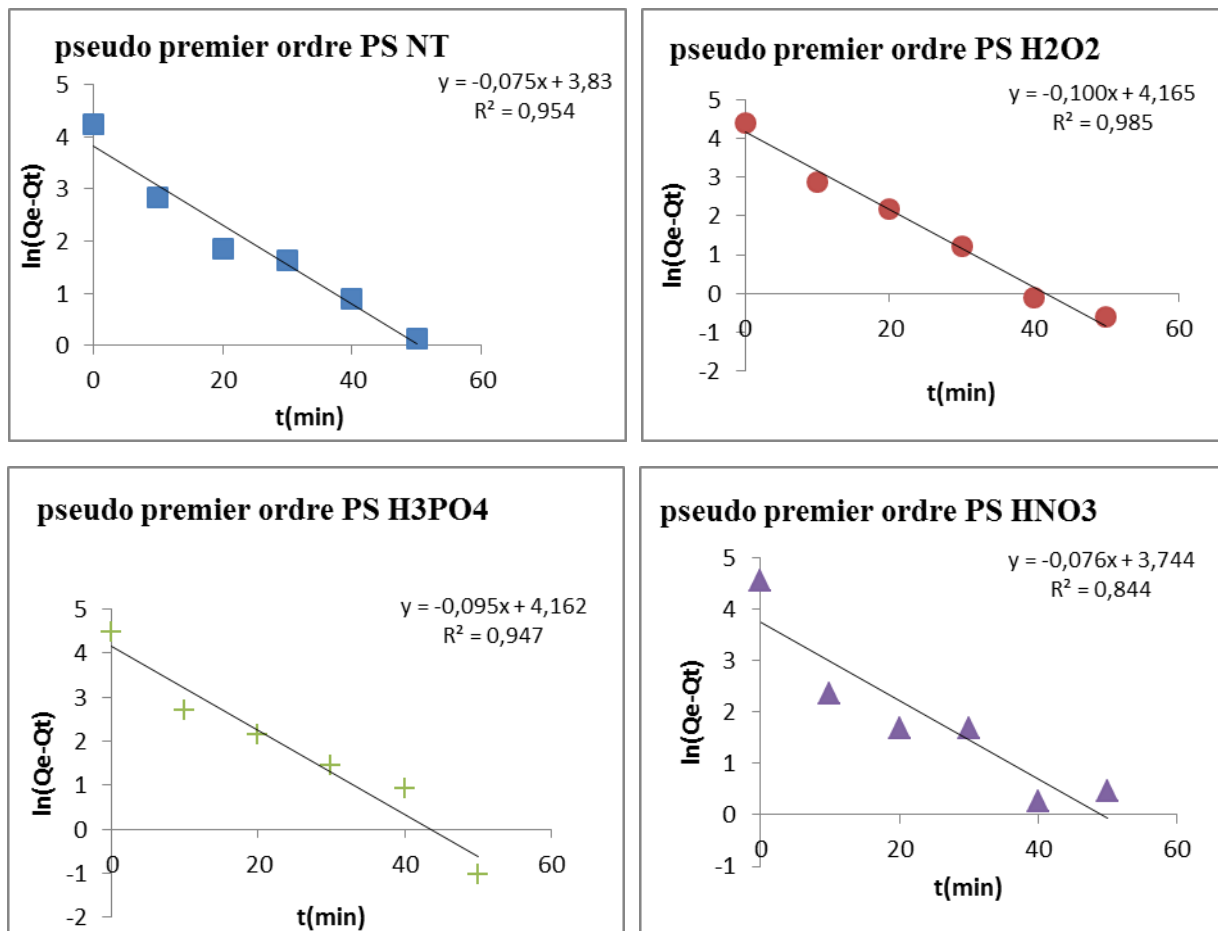 pseudo premier ordre PS NT
y = -0,075x + 3,83
R² = 0,954
5
4
3
2
1
0
0
20
40
60
ln(Qe-Qt)
t(min)
pseudo premier ordre PS H2O2
y = -0,100x + 4,165
R² = 0,985
5
4
3
2
1
0
-1
-2
0
20
40
60
ln(Qe-Qt)
t(min)
pseudo premier ordre PS H3PO4
y = -0,095x + 4,162
R² = 0,947
5
4
3
2
1
0
-1
-2
0
20
40
60
ln(Qe-Qt)
t(min)
pseudo premier ordre PS HNO3
y = -0,076x + 3,744
R² = 0,844
5
4
3
2
1
0
-1
0
20
40
60
ln(Qe-Qt)
t(min)